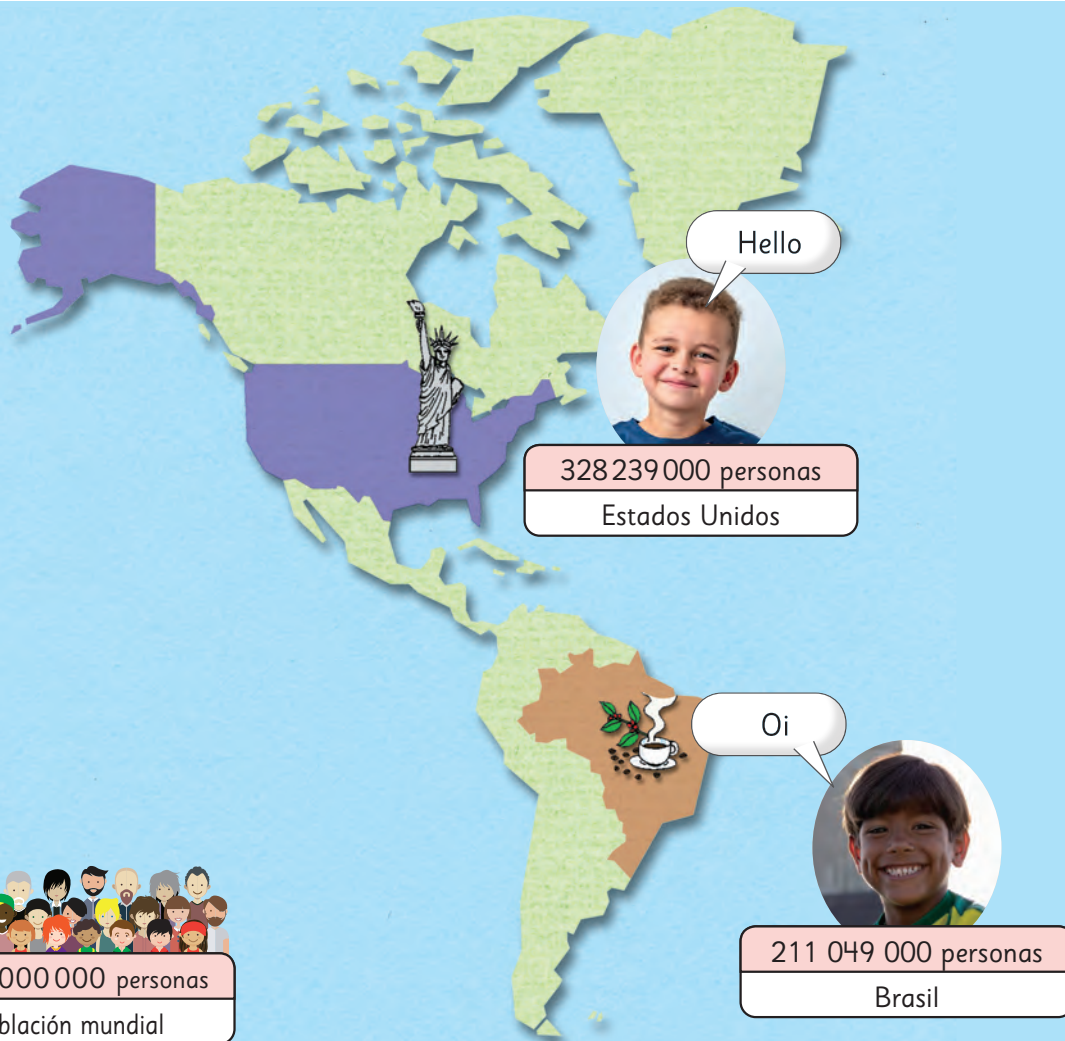 Hello
328 239 000 personas
Estados Unidos
Oi
211 049 000 personas
Brasil
000 000 personas
blación mundial